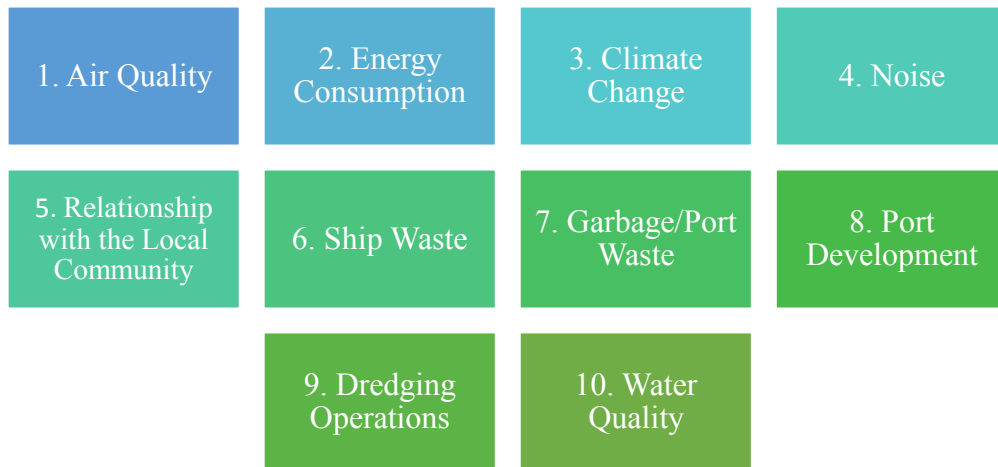 1. Air Quality
2. Energy
Consumption
3. Climate
Change
4. Noise
5. Relationship
with the Local
Community
6. Ship Waste
7. Garbage/Port
Waste
8. Port
Development
9. Dredging
Operations
10. Water
Quality